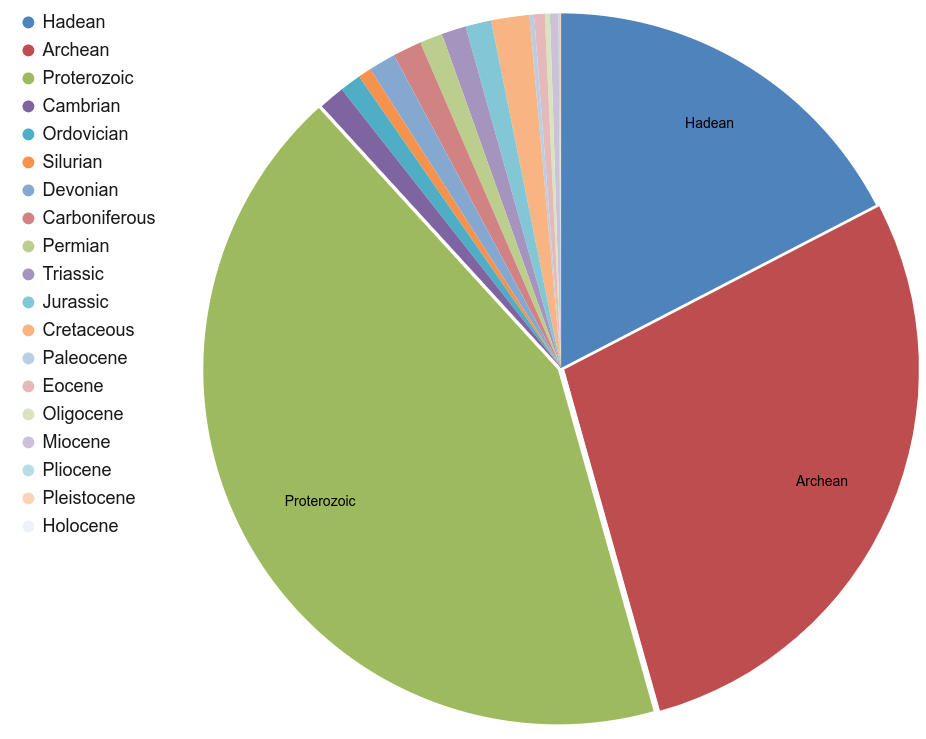 Hadean
Archean
Proterozoic
Cambrian
Ordovician
Silurian
Devonian
Carboniferous
Permian
Triassic
Jurassic
Cretaceous
Paleocene
Eocene
Oligocene
Miocene
Pliocene
Pleistocene
Holocene
Hadean
Archean
Proterozoic